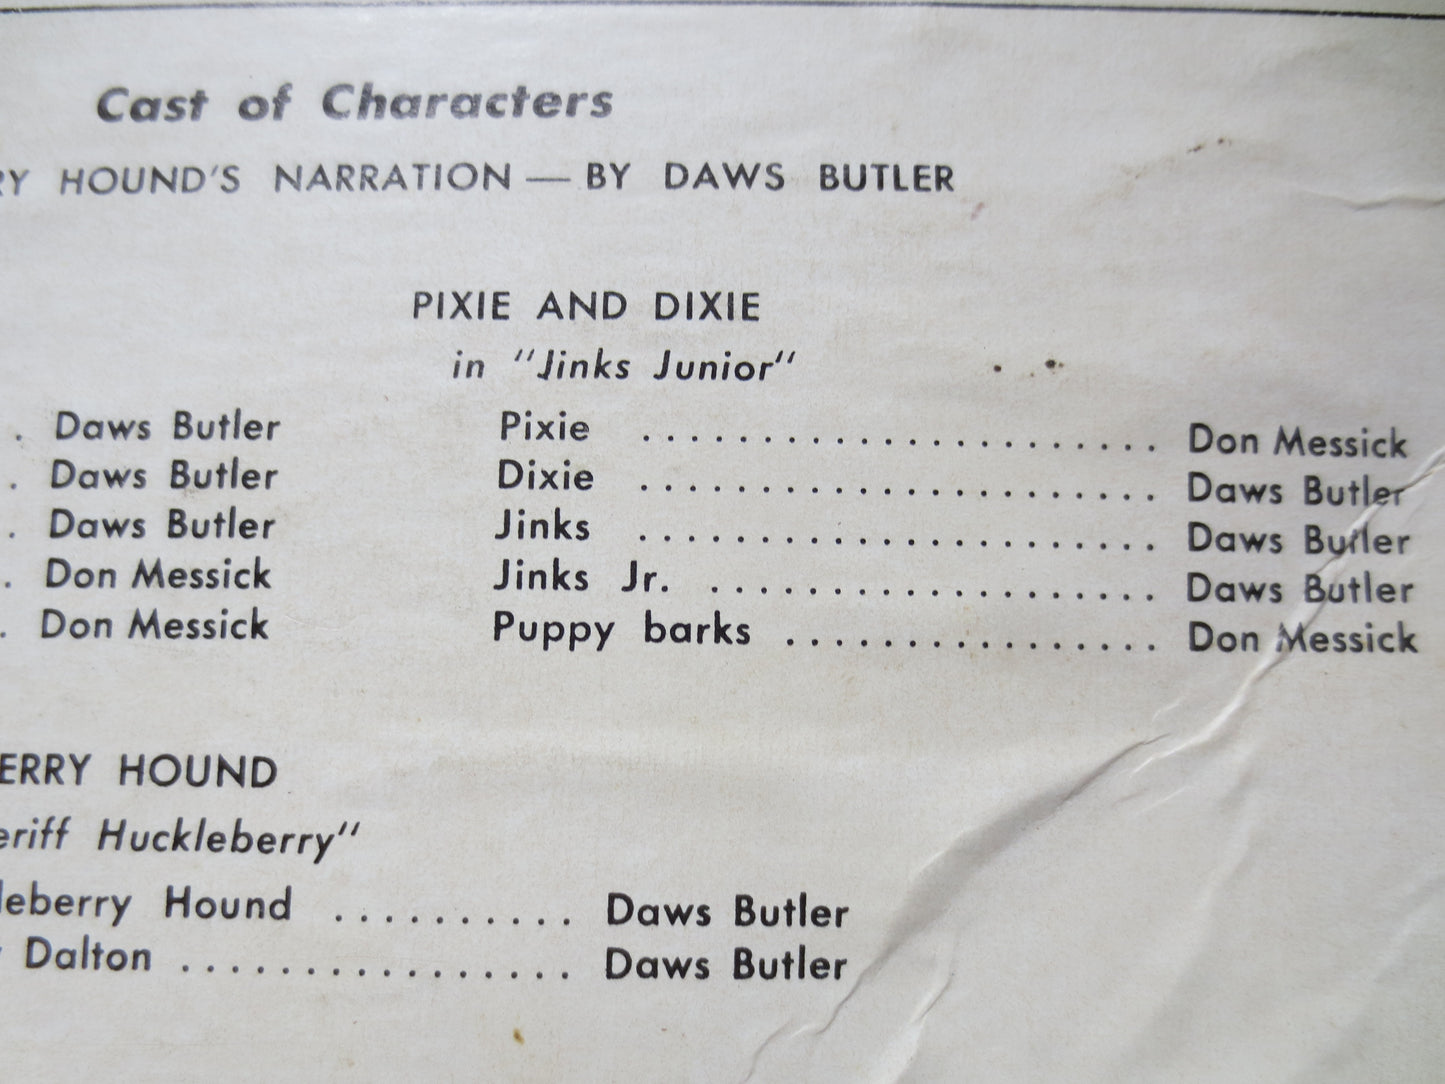 Cast of Characters
RY HOUND'S NARRATION — BY DAWS BUTLER
PIXIE AND DIXIE
in "Jinks Junior"
. Daws Butler
. Daws Butler
. Daws Butler
. Don Messick
. Don Messick
Pixie . . . . . . . . . . . . . . . . . . . . . . Don Messick
Dixie . . . . . . . . . . . . . . . . . . . . . . Daws Butler
Jinks . . . . . . . . . . . . . . . . . . . . . . Daws Butler
Jinks Jr. . . . . . . . . . . . . . . . . . . . Daws Butler
Puppy barks . . . . . . . . . . . . . . . . Don Messick
ERRY HOUND
eriff Huckleberry"
leberry Hound . . . . . . . . . . Daws Butler
Dalton . . . . . . . . . . . . . . . . Daws Butler